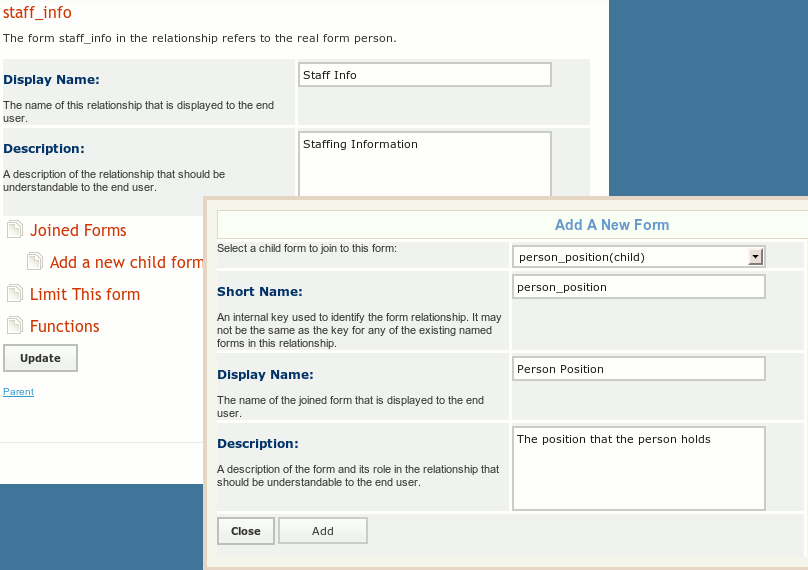 staff_info
The form staff_info in the relationship refers to the real form person.
Display Name:
Staff Info
The name of this relationship that is displayed to the end
user.
Description:
Staffing Information
A description of the relationship that should be
understandable to the end user.
Joined Forms
Add a new child form
Limit This form
Functions
Update
Parent
Add A New Form
Select a child form to join to this form:
person_position(child)
Short Name:
person_position
An internal key used to identify the form relationship. It may
not be the same as the key for any of the existing named
forms in this relationship.
Display Name:
Person Position
The name of the joined form that is displayed to the end
user.
Description:
The position that the person holds
A description of the form and its role in the relationship that
should be understandable to the end user.
Close
Add